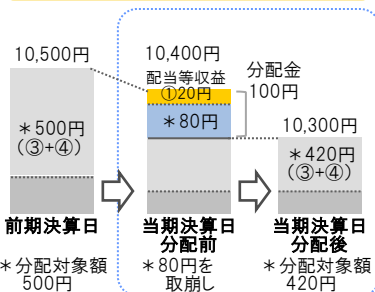 10,500円
＊500円
（③+④）
前期決算日
＊分配対象額
500円
10,400円
配当等収益
①20円
＊80円
分配金
100円
当期決算日
分配前
＊80円を
取崩し
10,300円
＊420円
（③+④）
当期決算日
分配後
＊分配対象額
420円